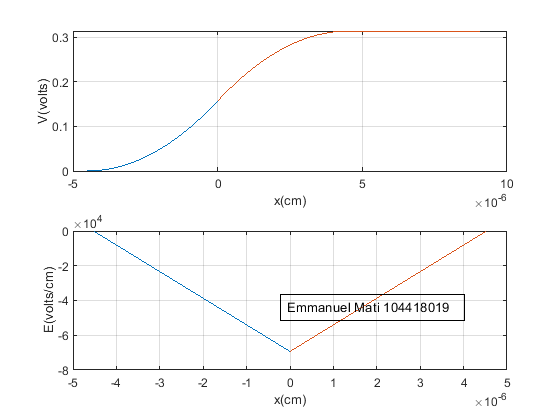 0.3
0.2
0.1
0
V(volts)
-5 0 5 10
x(cm)
×10^-6
×10^4
0
-2
-4
-6
-8
E(volts/cm)
Emmanuel Mati 104418019
-5 -4 -3 -2 -1 0 1 2 3 4 5
x(cm)
×10^-6